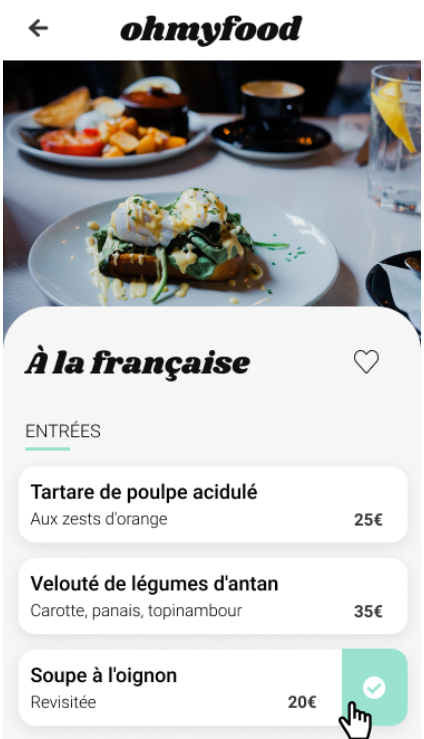 ohmyfood
À la française
ENTRÉES
Tartare de poulpe acidulé
Aux zests d'orange 25€
Velouté de légumes d'antan
Carotte, panais, topinambour 35€
Soupe à l'oignon
Revisitée 20€